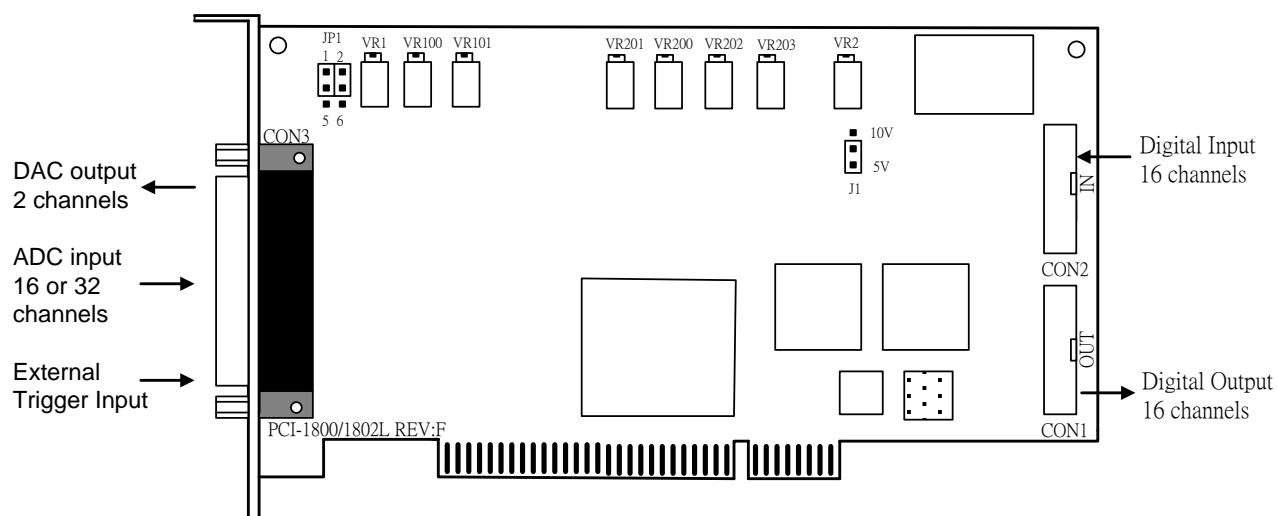 JP1
VR1 VR100 VR101 VR201 VR200 VR202 VR203 VR2
1 2
5 6
CON3
10V
5V
J1
DAC output
2 channels
ADC input
16 or 32
channels
External
Trigger Input
Digital Input
16 channels
IN
CON2
OUT
Digital Output
16 channels
CON1
PCI-1800/1802L REV:F